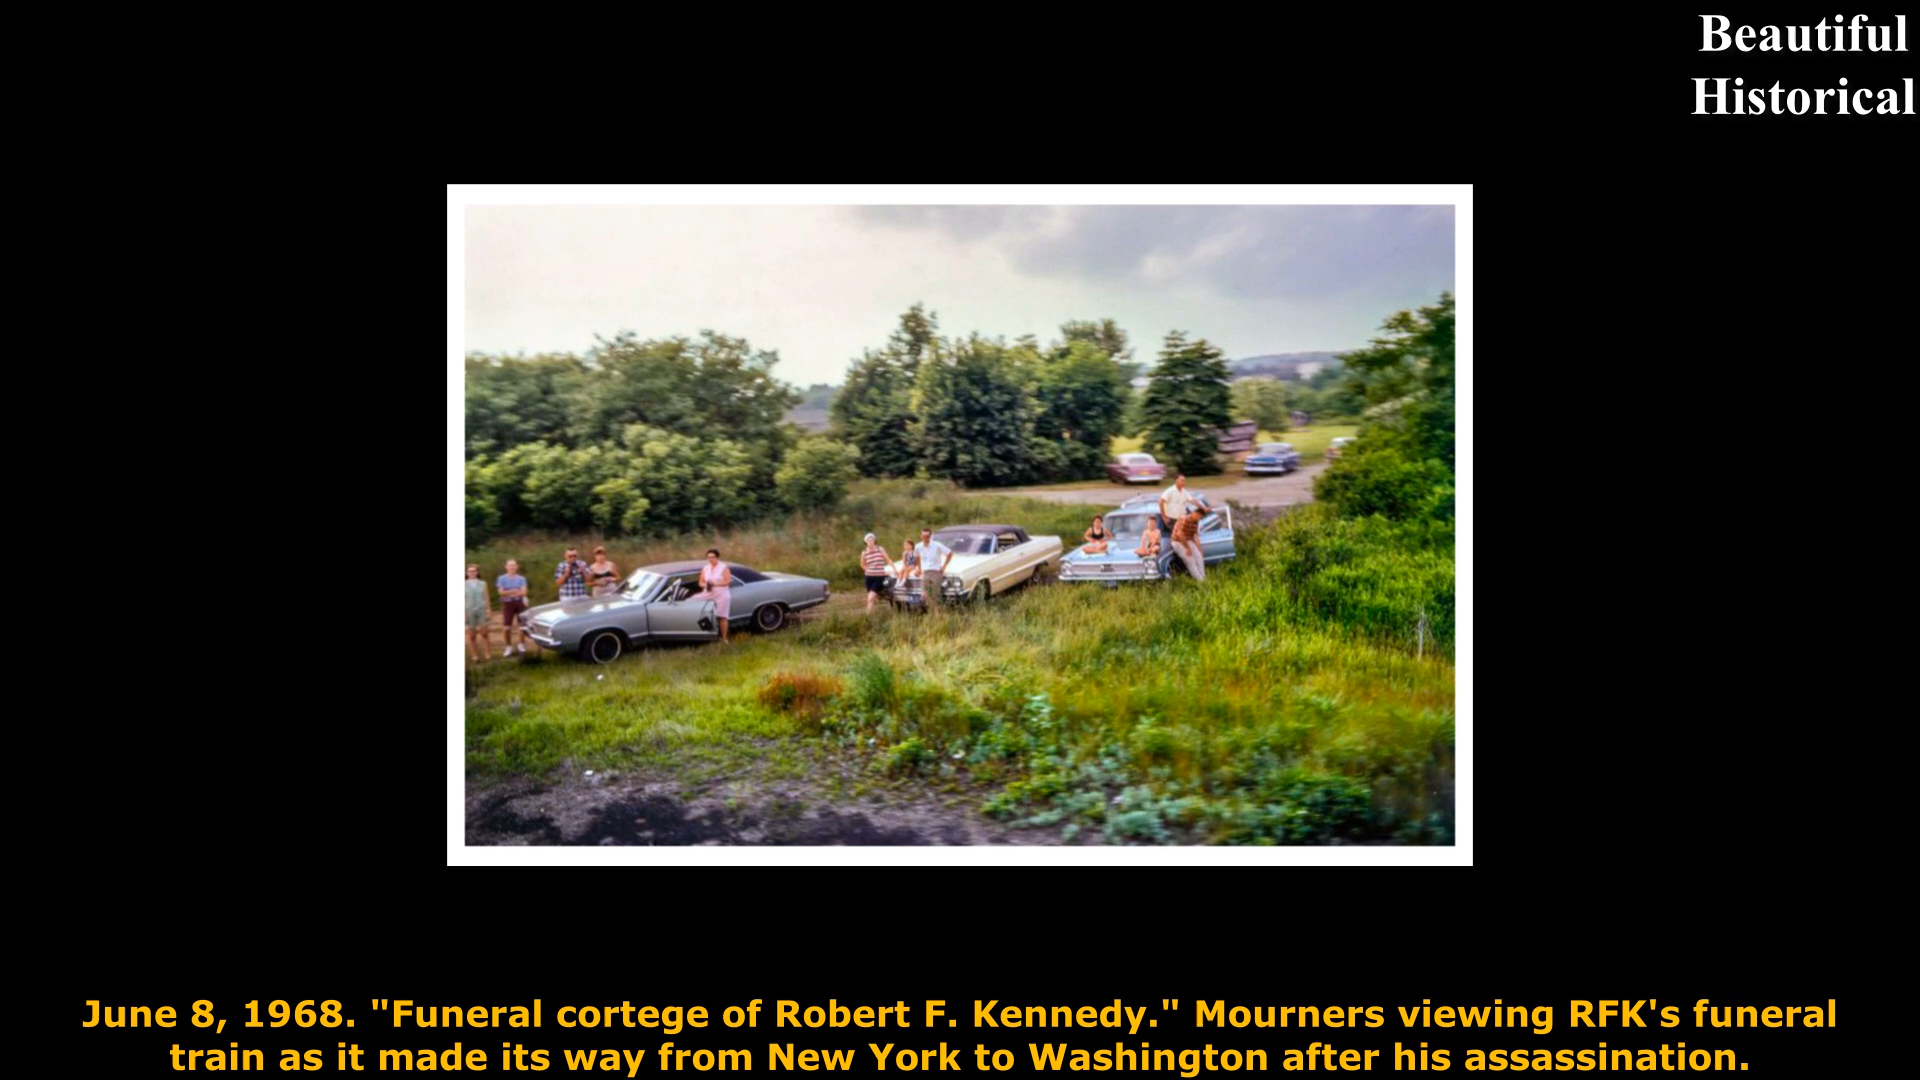 Beautiful
Historical
June 8, 1968. "Funeral cortege of Robert F. Kennedy." Mourners viewing RFK's funeral
train as it made its way from New York to Washington after his assassination.